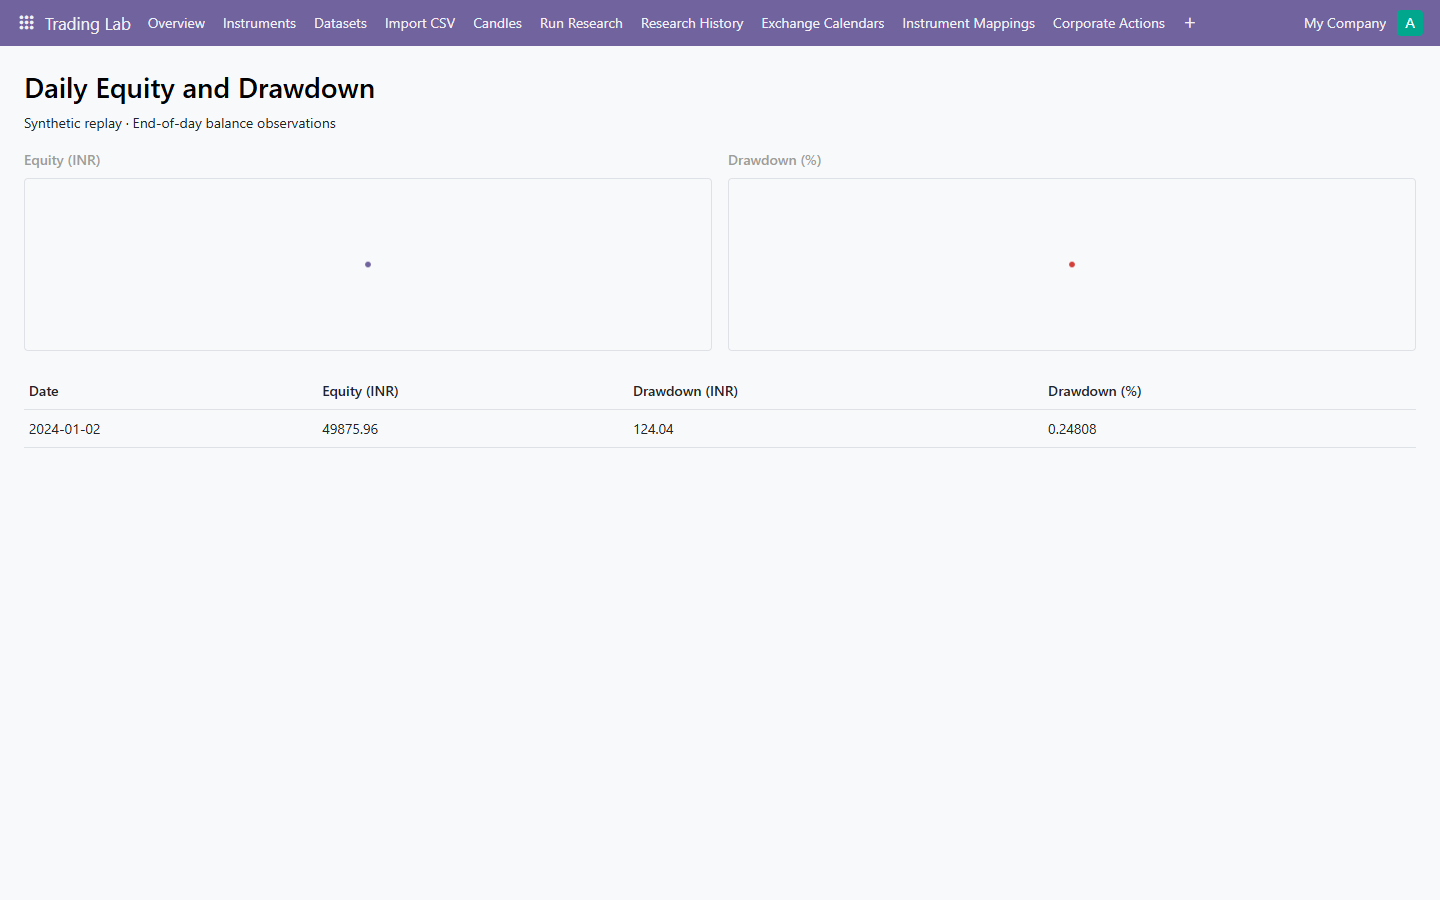 Trading Lab Overview Instruments Datasets Import CSV Candles Run Research Research History Exchange Calendars Instrument Mappings Corporate Actions + My Company A
Daily Equity and Drawdown
Synthetic replay · End-of-day balance observations
Equity (INR) Drawdown (%)
Date Equity (INR) Drawdown (INR) Drawdown (%)
2024-01-02 49875.96 124.04 0.24808